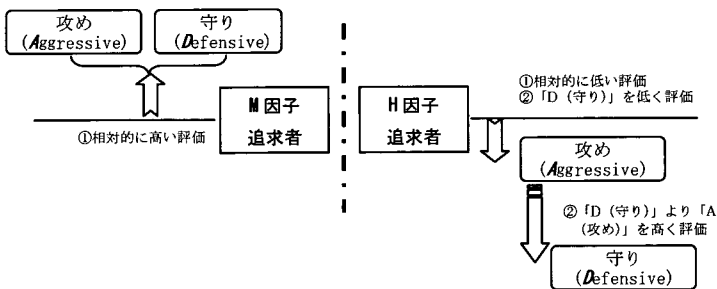 攻め
(Aggressive)
守り
(Defensive)
①相対的に高い評価
M因子
追求者
H因子
追求者
①相対的に低い評価
②「D（守り）」を低く評価
攻め
(Aggressive)
②「D（守り）」より「A
（攻め）」を高く評価
守り
(Defensive)